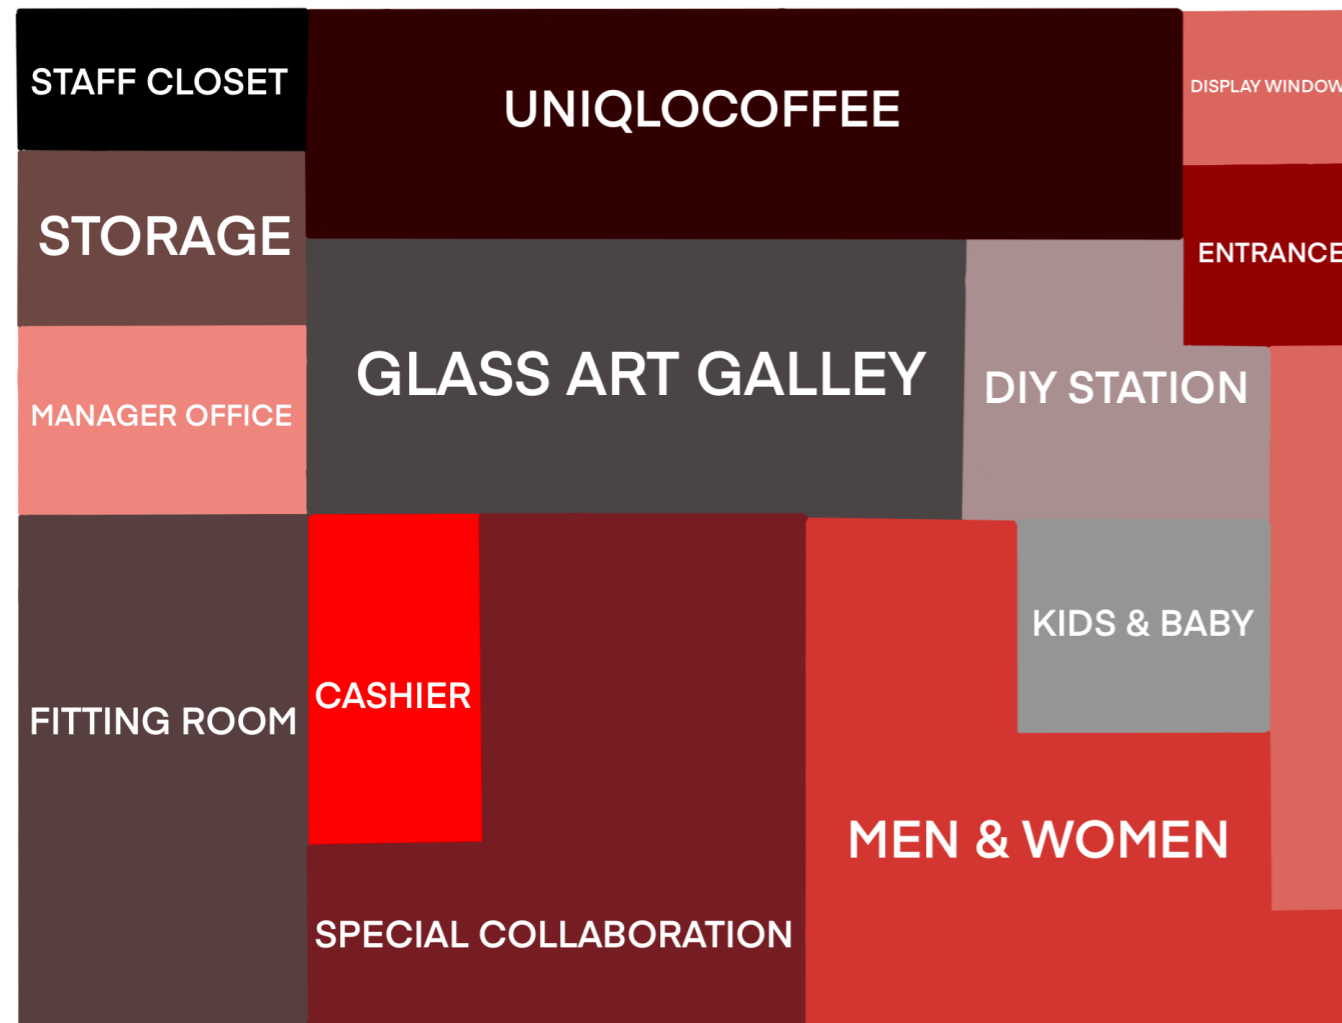 STAFF CLOSET
UNIQLOCOFFEE
DISPLAY WINDOW
STORAGE
ENTRANCE
GLASS ART GALLEY
DIY STATION
MANAGER OFFICE
KIDS & BABY
CASHIER
FITTING ROOM
MEN & WOMEN
SPECIAL COLLABORATION